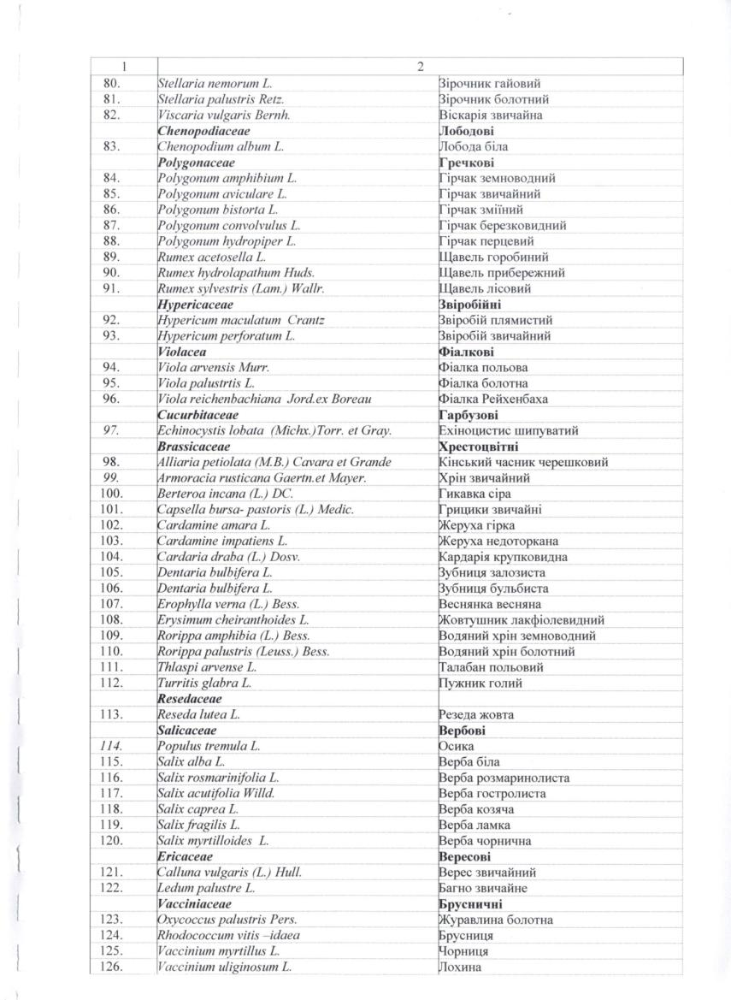 1 2
80. Stellaria nemorum L. Зірочник гайовий
81. Stellaria palustris Retz. Зірочник болотний
82. Viscaria vulgaris Bernh. Віскарія звичайна
Chenopodiaceae Лободові
83. Chenopodium album L. Лобода біла
Polygonaceae Гречкові
84. Polygonum amphibium L. Гірчак земноводний
85. Polygonum aviculare L. Гірчак звичайний
86. Polygonum bistorta L. Гірчак зміїний
87. Polygonum convolvulus L. Гірчак березковидний
88. Polygonum hydropiper L. Гірчак перцевий
89. Rumex acetosella L. Щавель горобиний
90. Rumex hydrolapathum Huds. Щавель прибережний
91. Rumex sylvestris (Lam.) Wallr. Щавель лісовий
Hypericaceae Звіробійні
92. Hypericum maculatum Crantz Звіробій плямистий
93. Hypericum perforatum L. Звіробій звичайний
Violacea Фіалкові
94. Viola arvensis Murr. Фіалка польова
95. Viola palustrtis L. Фіалка болотна
96. Viola reichenbachiana Jord.ex Boreau Фіалка Рейхенбаха
Cucurbitaceae Гарбузові
97. Echinocystis lobata (Michx.)Torr. et Gray. Ехіноцистис шипуватий
Brassicaceae Хрестоцвітні
98. Alliaria petiolata (M.B.) Cavara et Grande Кінський часник черешковий
99. Armoracia rusticana Gaertn.et Mayer. Хрін звичайний
100. Berteroa incana (L.) DC. Гикавка сіра
101. Capsella bursa- pastoris (L.) Medic. Грицики звичайні
102. Cardamine amara L. Жеруха гірка
103. Cardamine impatiens L. Жеруха недоторкана
104. Cardaria draba (L.) Dosv. Кардарія крупковидна
105. Dentaria bulbifera L. Зубниця залозиста
106. Dentaria bulbifera L. Зубниця бульбиста
107. Erophylla verna (L.) Bess. Веснянка весняна
108. Erysimum cheiranthoides L. Жовтушник лакфіолевидний
109. Rorippa amphibia (L.) Bess. Водяний хрін земноводний
110. Rorippa palustris (Leuss.) Bess. Водяний хрін болотний
111. Thlaspi arvense L. Талабан польовий
112. Turritis glabra L. Пужник голий
Resedaceae
113. Reseda lutea L. Резеда жовта
Salicaceae Вербові
114. Populus tremula L. Осика
115. Salix alba L. Верба біла
116. Salix rosmarinifolia L. Верба розмаринолиста
117. Salix acutifolia Willd. Верба гостролиста
118. Salix caprea L. Верба козяча
119. Salix fragilis L. Верба ламка
120. Salix myrtilloides L. Верба чорнична
Ericaceae Вересові
121. Calluna vulgaris (L.) Hull. Верес звичайний
122. Ledum palustre L. Багно звичайне
Vacciniaceae Брусничні
123. Oxycoccus palustris Pers. Журавлина болотна
124. Rhodococcum vitis –idaea Брусниця
125. Vaccinium myrtillus L. Чорниця
126. Vaccinium uliginosum L. Лохина